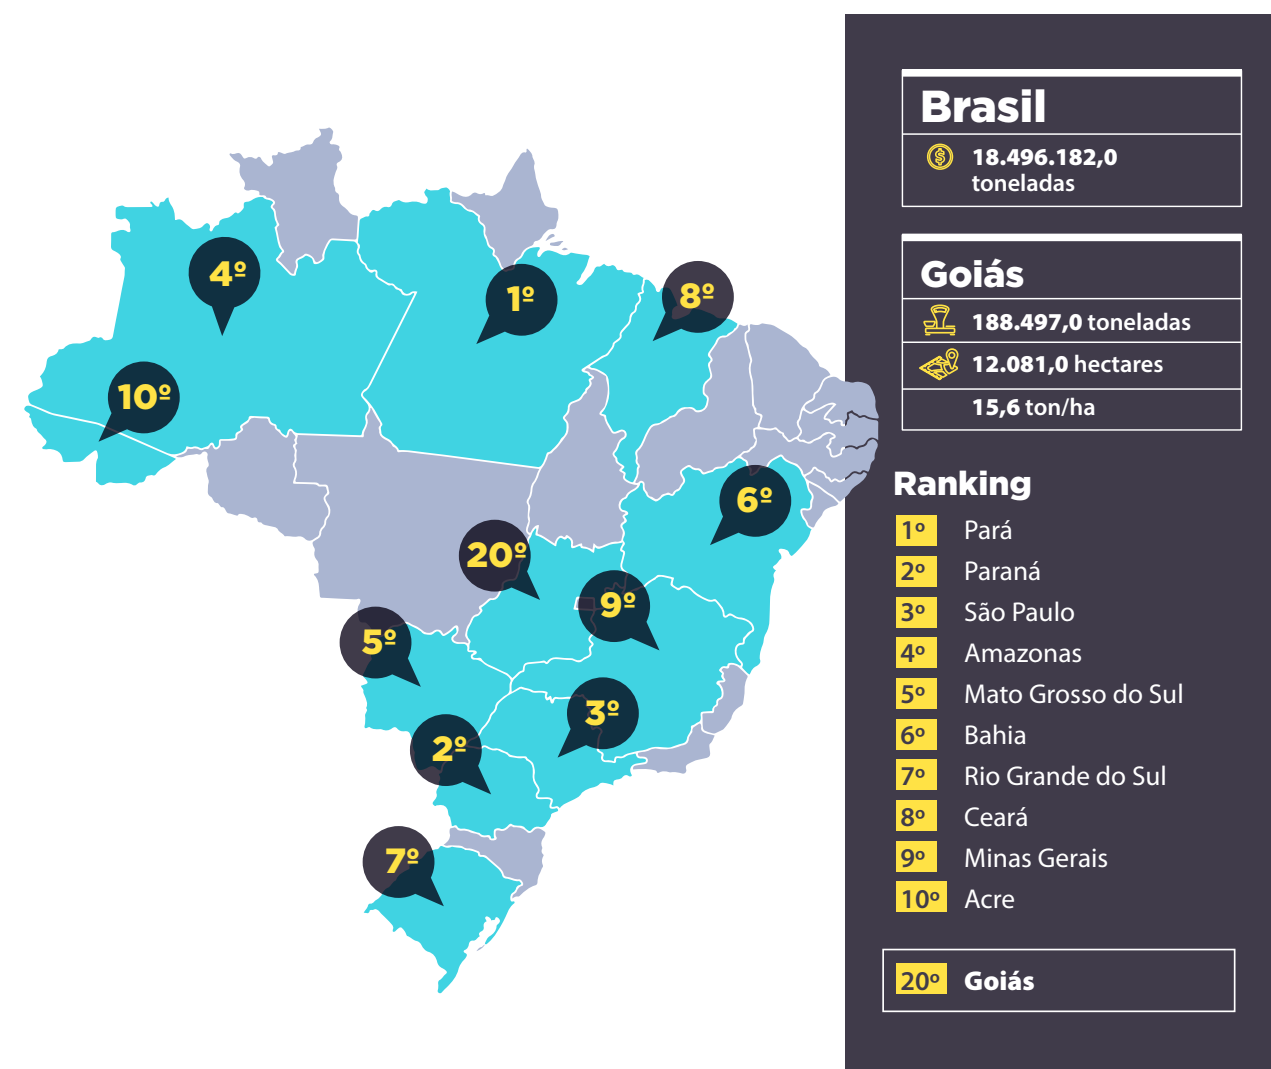 4º
1º
8º
10º
6º
20º
9º
5º
3º
2º
7º
Brasil
18.496.182,0
toneladas
Goiás
188.497,0 toneladas
12.081,0 hectares
15,6 ton/ha
Ranking
1º Pará
2º Paraná
3º São Paulo
4º Amazonas
5º Mato Grosso do Sul
6º Bahia
7º Rio Grande do Sul
8º Ceará
9º Minas Gerais
10º Acre
20º Goiás